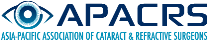 APACRS
ASIA-PACIFIC ASSOCIATION OF CATARACT & REFRACTIVE SURGEONS